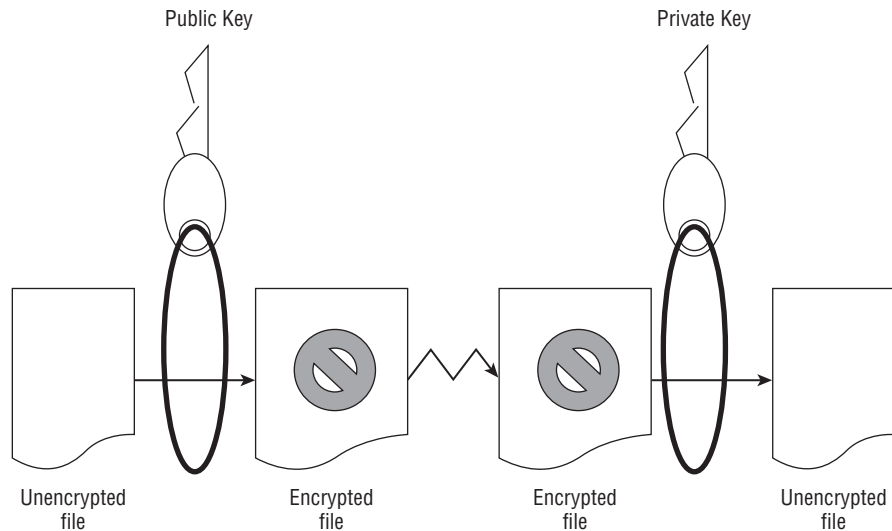 Public Key
Private Key
Unencrypted
file
Encrypted
file
Encrypted
file
Unencrypted
file